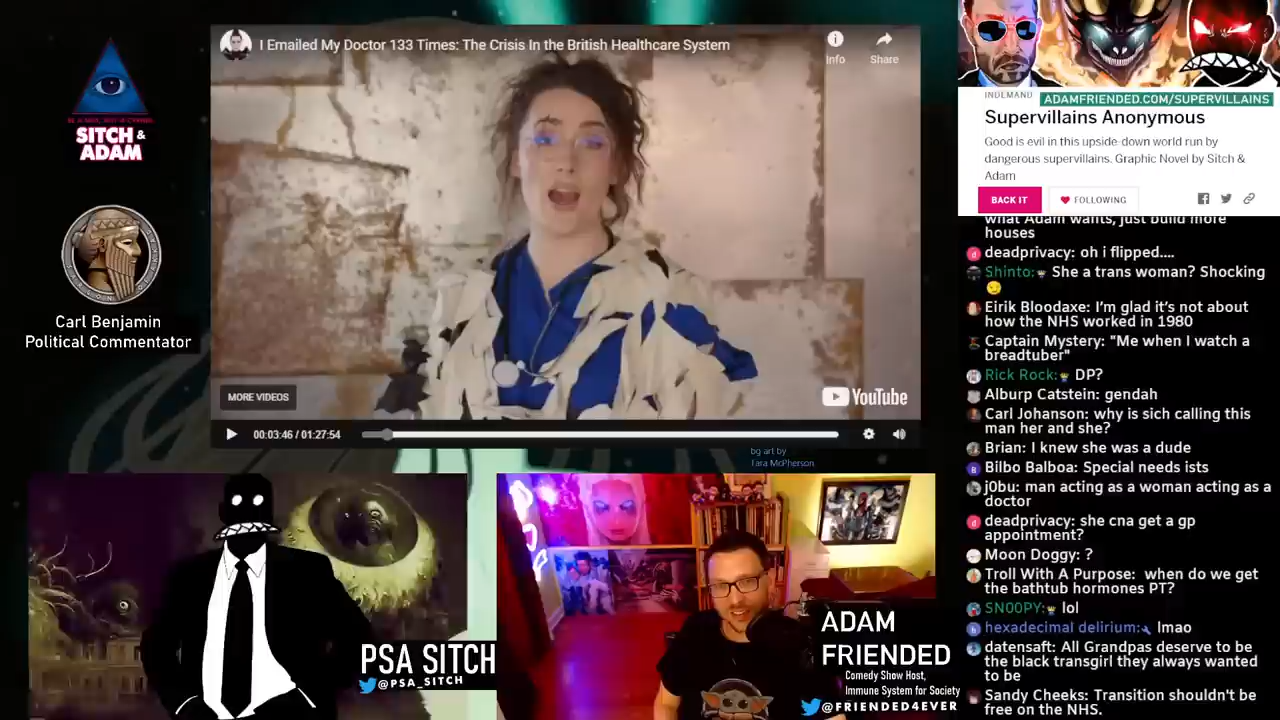 I Emailed My Doctor 133 Times: The Crisis In the British Healthcare System
Info
Share
SITCH &
ADAM
Carl Benjamin
Political Commentator
MORE VIDEOS
YouTube
00:03:46 / 01:27:54
bg art by
Tara McPherson
PSA SITCH
@PSA_SITCH
ADAM
FRIENDED
Comedy Show Host,
Immune System for Society
@FRIENDED4EVER
INDEMAND
ADAMFRIENDED.COM/SUPERVILLAINS
Supervillains Anonymous
Good is evil in this upside-down world run by
dangerous supervillains. Graphic Novel by Sitch &
Adam
BACK IT
FOLLOWING
what Adam wants, just build more
houses
deadprivacy: oh i flipped....
Shinto: She a trans woman? Shocking
Eirik Bloodaxe: I'm glad it's not about
how the NHS worked in 1980
Captain Mystery: "Me when I watch a
breadtuber"
Rick Rock: DP?
Alburp Catstein: gendah
Carl Johanson: why is sich calling this
man her and she?
Brian: I knew she was a dude
Bilbo Balboa: Special needs ists
j0bu: man acting as a woman acting as a
doctor
deadprivacy: she cna get a gp
appointment?
Moon Doggy: ?
Troll With A Purpose: when do we get
the bathtub hormones PT?
SN00PY: lol
hexadecimal delirium: lmao
datensaft: All Grandpas deserve to be
the black transgirl they always wanted
to be
Sandy Cheeks: Transition shouldn't be
free on the NHS.